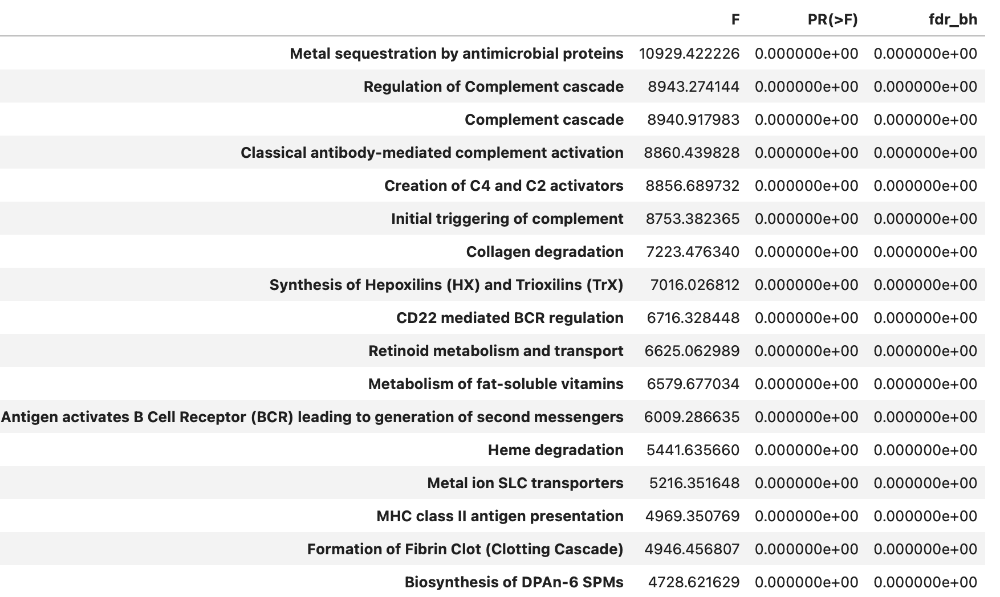 F PR(>F) fdr_bh
Metal sequestration by antimicrobial proteins 10929.422226 0.000000e+00 0.000000e+00
Regulation of Complement cascade 8943.274144 0.000000e+00 0.000000e+00
Complement cascade 8940.917983 0.000000e+00 0.000000e+00
Classical antibody-mediated complement activation 8860.439828 0.000000e+00 0.000000e+00
Creation of C4 and C2 activators 8856.689732 0.000000e+00 0.000000e+00
Initial triggering of complement 8753.382365 0.000000e+00 0.000000e+00
Collagen degradation 7223.476340 0.000000e+00 0.000000e+00
Synthesis of Hepoxilins (HX) and Trioxilins (TrX) 7016.026812 0.000000e+00 0.000000e+00
CD22 mediated BCR regulation 6716.328448 0.000000e+00 0.000000e+00
Retinoid metabolism and transport 6625.062989 0.000000e+00 0.000000e+00
Metabolism of fat-soluble vitamins 6579.677034 0.000000e+00 0.000000e+00
Antigen activates B Cell Receptor (BCR) leading to generation of second messengers 6009.286635 0.000000e+00 0.000000e+00
Heme degradation 5441.635660 0.000000e+00 0.000000e+00
Metal ion SLC transporters 5216.351648 0.000000e+00 0.000000e+00
MHC class II antigen presentation 4969.350769 0.000000e+00 0.000000e+00
Formation of Fibrin Clot (Clotting Cascade) 4946.456807 0.000000e+00 0.000000e+00
Biosynthesis of DPAn-6 SPMs 4728.621629 0.000000e+00 0.000000e+00